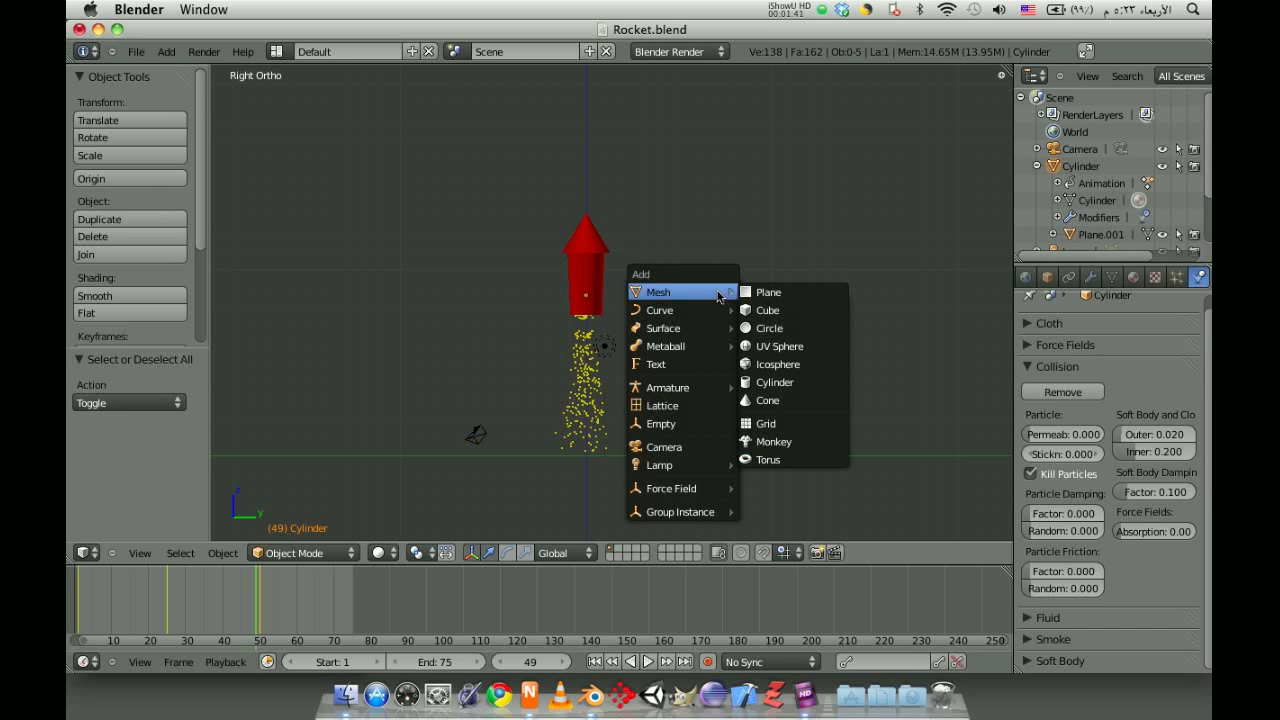 Blender Window
iShowU HD
00:01:41
(٩٩٪) الأربعاء ٥:٢٣ م
Rocket.blend
File Add Render Help Default Scene Blender Render Ve:138 | Fa:162 | Ob:0-5 | La:1 | Mem:14.65M (13.95M) | Cylinder
Object Tools
Transform:
Translate
Rotate
Scale
Origin
Object:
Duplicate
Delete
Join
Shading:
Smooth
Flat
Keyframes:
Select or Deselect All
Action
Toggle
Right Ortho
z
y
(49) Cylinder
Add
Mesh
Curve
Surface
Metaball
Text
Armature
Lattice
Empty
Camera
Lamp
Force Field
Group Instance
Plane
Cube
Circle
UV Sphere
Icosphere
Cylinder
Cone
Grid
Monkey
Torus
View Search All Scenes
Scene
RenderLayers |
World
Camera |
Cylinder
Animation |
Cylinder |
Modifiers |
Plane.001 |
Cylinder
Cloth
Force Fields
Collision
Remove
Particle: Soft Body and Clo
Permeab: 0.000 Outer: 0.020
Stickn: 0.000 Inner: 0.200
Kill Particles Soft Body Dampin
Particle Damping: Factor: 0.100
Factor: 0.000 Force Fields:
Random: 0.000 Absorption: 0.00
Particle Friction:
Factor: 0.000
Random: 0.000
Fluid
Smoke
Soft Body
View Select Object Object Mode Global
0 10 20 30 40 50 60 70 80 90 100 110 120 130 140 150 160 170 180 190 200 210 220 230 240 250
View Frame Playback Start: 1 End: 75 49 No Sync